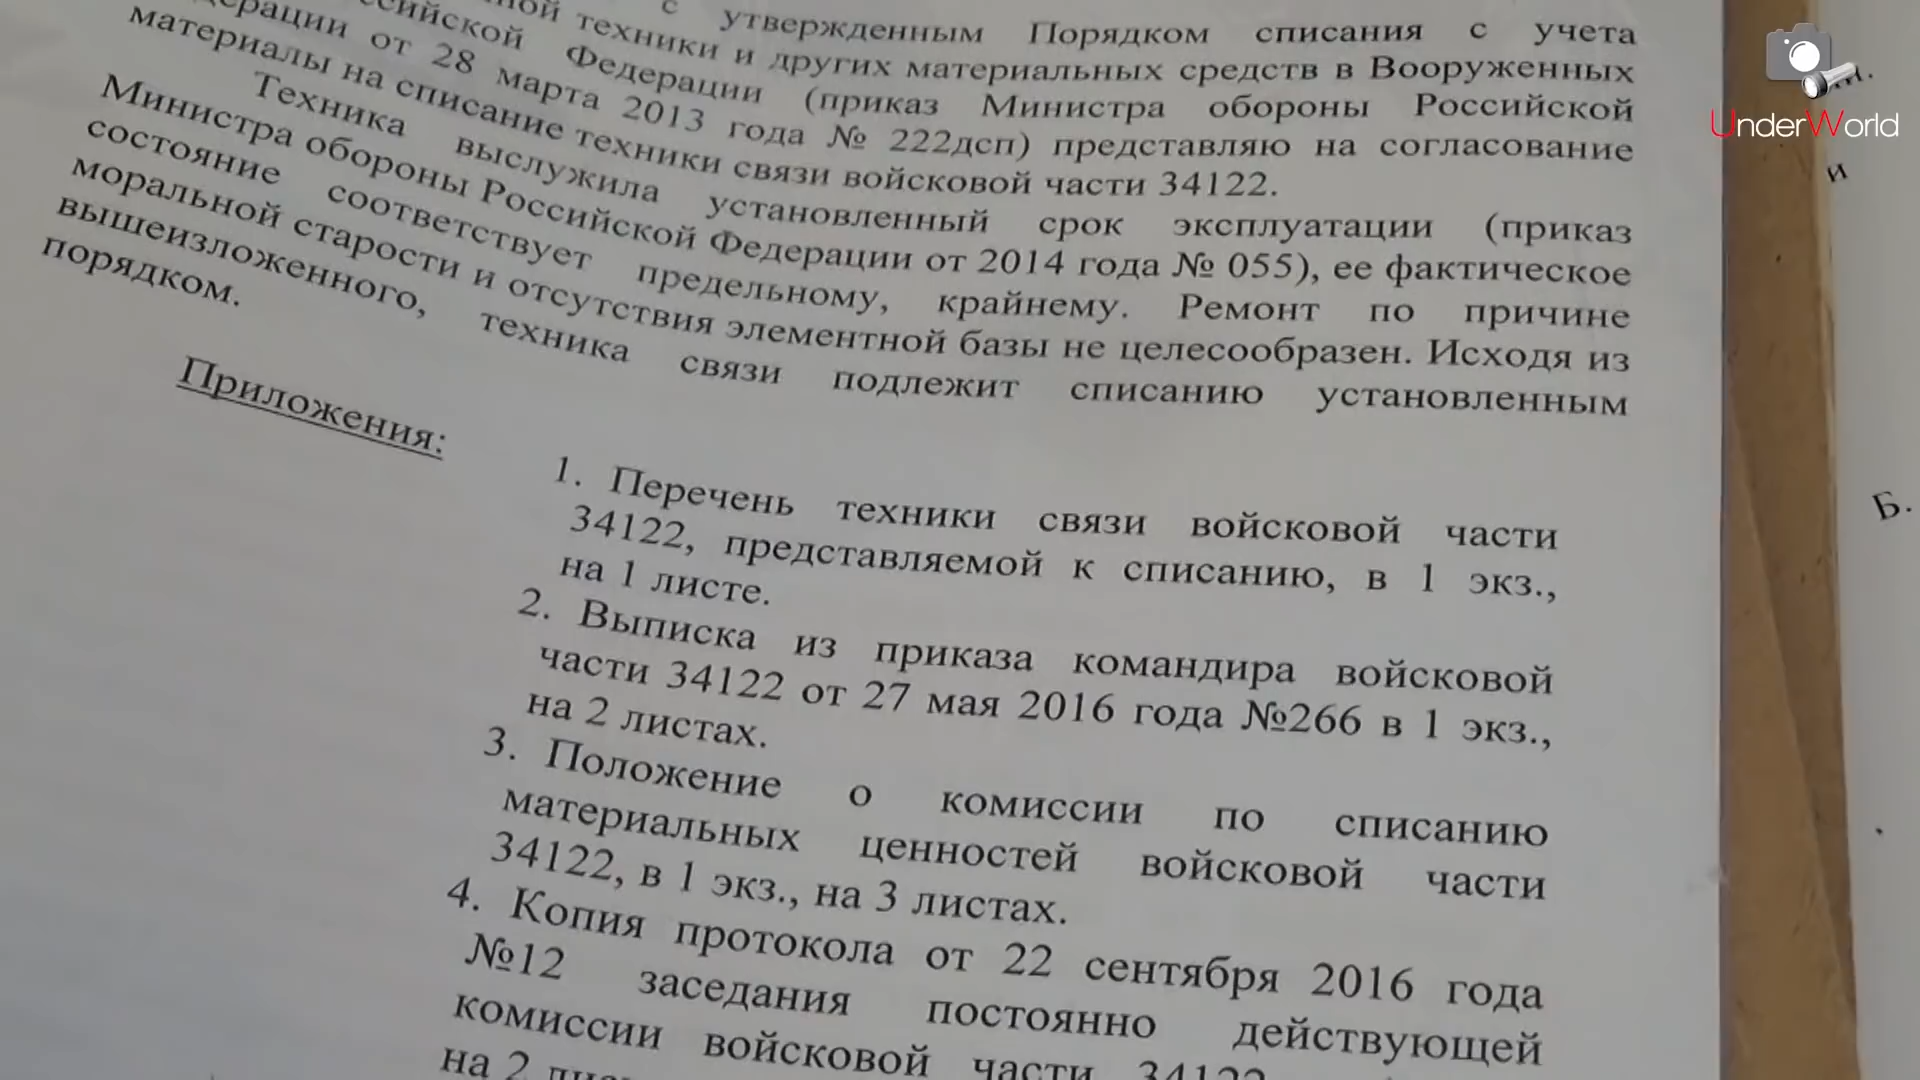 с утвержденным Порядком списания с учета
техники и других материальных средств в Вооруженных
Федерации (приказ Министра обороны Российской
от 28 марта 2013 года № 222дсп) представляю на согласование
материалы на списание техники связи войсковой части 34122.
Техника выслужила установленный срок эксплуатации (приказ
Министра обороны Российской Федерации от 2014 года № 055), ее фактическое
состояние соответствует предельному, крайнему. Ремонт по причине
моральной старости и отсутствия элементной базы не целесообразен. Исходя из
вышеизложенного, техника связи подлежит списанию установленным
порядком.
Приложения:
1. Перечень техники связи войсковой части
34122, представляемой к списанию, в 1 экз.,
на 1 листе.
2. Выписка из приказа командира войсковой
части 34122 от 27 мая 2016 года №266 в 1 экз.,
на 2 листах.
3. Положение о комиссии по списанию
материальных ценностей войсковой части
34122, в 1 экз., на 3 листах.
4. Копия протокола от 22 сентября 2016 года
№12 заседания постоянно действующей
комиссии войсковой части 34122
на 2
UnderWorld
и
Б.